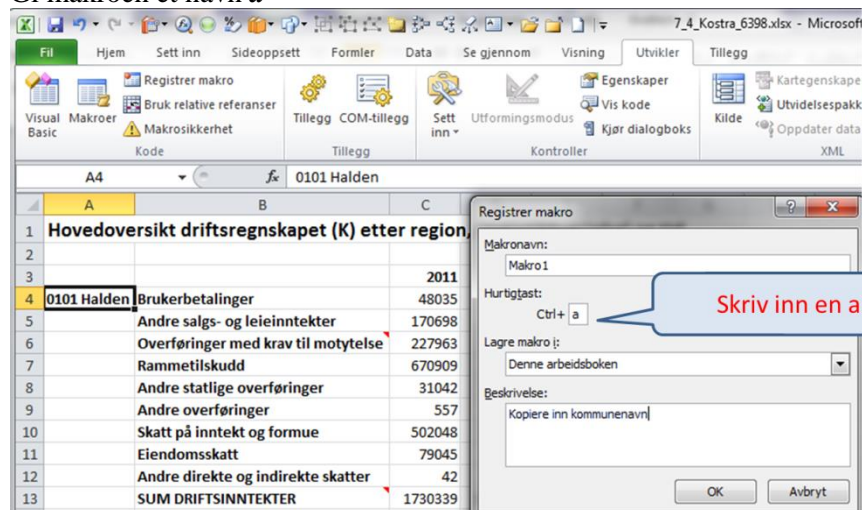 Gi makroen et navn a
7_4_Kostra_6398.xlsx - Microsoft
Fil Hjem Sett inn Sideoppsett Formler Data Se gjennom Visning Utvikler Tillegg
Visual Basic Makroer Registrer makro Bruk relative referanser Makrosikkerhet Tillegg COM-tillegg Sett inn Utformingsmodus Egenskaper Vis kode Kjør dialogboks Kilde Kartegenskape Utvidelsespakk Oppdater data
Kode Tillegg Kontroller XML
A4 fx 0101 Halden
A B C
1 Hovedoversikt driftsregnskapet (K) etter region,
2
3 2011
4 0101 Halden Brukerbetalinger 48035
5 Andre salgs- og leieinntekter 170698
6 Overføringer med krav til motytelse 227963
7 Rammetilskudd 670909
8 Andre statlige overføringer 31042
9 Andre overføringer 557
10 Skatt på inntekt og formue 502048
11 Eiendomsskatt 79045
12 Andre direkte og indirekte skatter 42
13 SUM DRIFTSINNTEKTER 1730339
Registrer makro
Makronavn:
Makro1
Hurtigtast:
Ctrl+ a
Skriv inn en a
Lagre makro i:
Denne arbeidsboken
Beskrivelse:
Kopiere inn kommunenavn
OK Avbryt